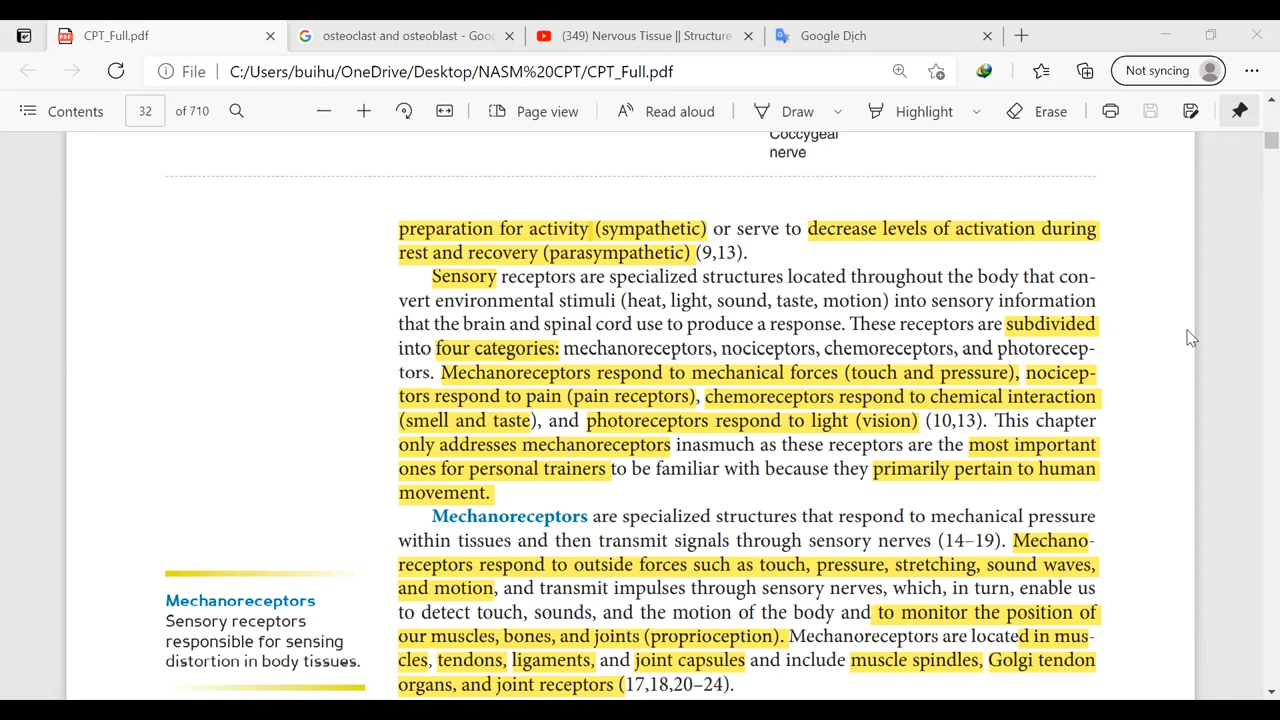 CPT_Full.pdf
osteoclast and osteoblast - Goog
(349) Nervous Tissue || Structure
Google Dịch
File
C:/Users/buihu/OneDrive/Desktop/NASM%20CPT/CPT_Full.pdf
Not syncing
Contents
32
of 710
Page view
Read aloud
Draw
Highlight
Erase
Coccygeal
nerve
preparation for activity (sympathetic) or serve to decrease levels of activation during
rest and recovery (parasympathetic) (9,13).
Sensory receptors are specialized structures located throughout the body that con-
vert environmental stimuli (heat, light, sound, taste, motion) into sensory information
that the brain and spinal cord use to produce a response. These receptors are subdivided
into four categories: mechanoreceptors, nociceptors, chemoreceptors, and photorecep-
tors. Mechanoreceptors respond to mechanical forces (touch and pressure), nocicep-
tors respond to pain (pain receptors), chemoreceptors respond to chemical interaction
(smell and taste), and photoreceptors respond to light (vision) (10,13). This chapter
only addresses mechanoreceptors inasmuch as these receptors are the most important
ones for personal trainers to be familiar with because they primarily pertain to human
movement.
Mechanoreceptors are specialized structures that respond to mechanical pressure
within tissues and then transmit signals through sensory nerves (14–19). Mechano-
receptors respond to outside forces such as touch, pressure, stretching, sound waves,
and motion, and transmit impulses through sensory nerves, which, in turn, enable us
to detect touch, sounds, and the motion of the body and to monitor the position of
our muscles, bones, and joints (proprioception). Mechanoreceptors are located in mus-
cles, tendons, ligaments, and joint capsules and include muscle spindles, Golgi tendon
organs, and joint receptors (17,18,20–24).
Mechanoreceptors
Sensory receptors
responsible for sensing
distortion in body tissues.